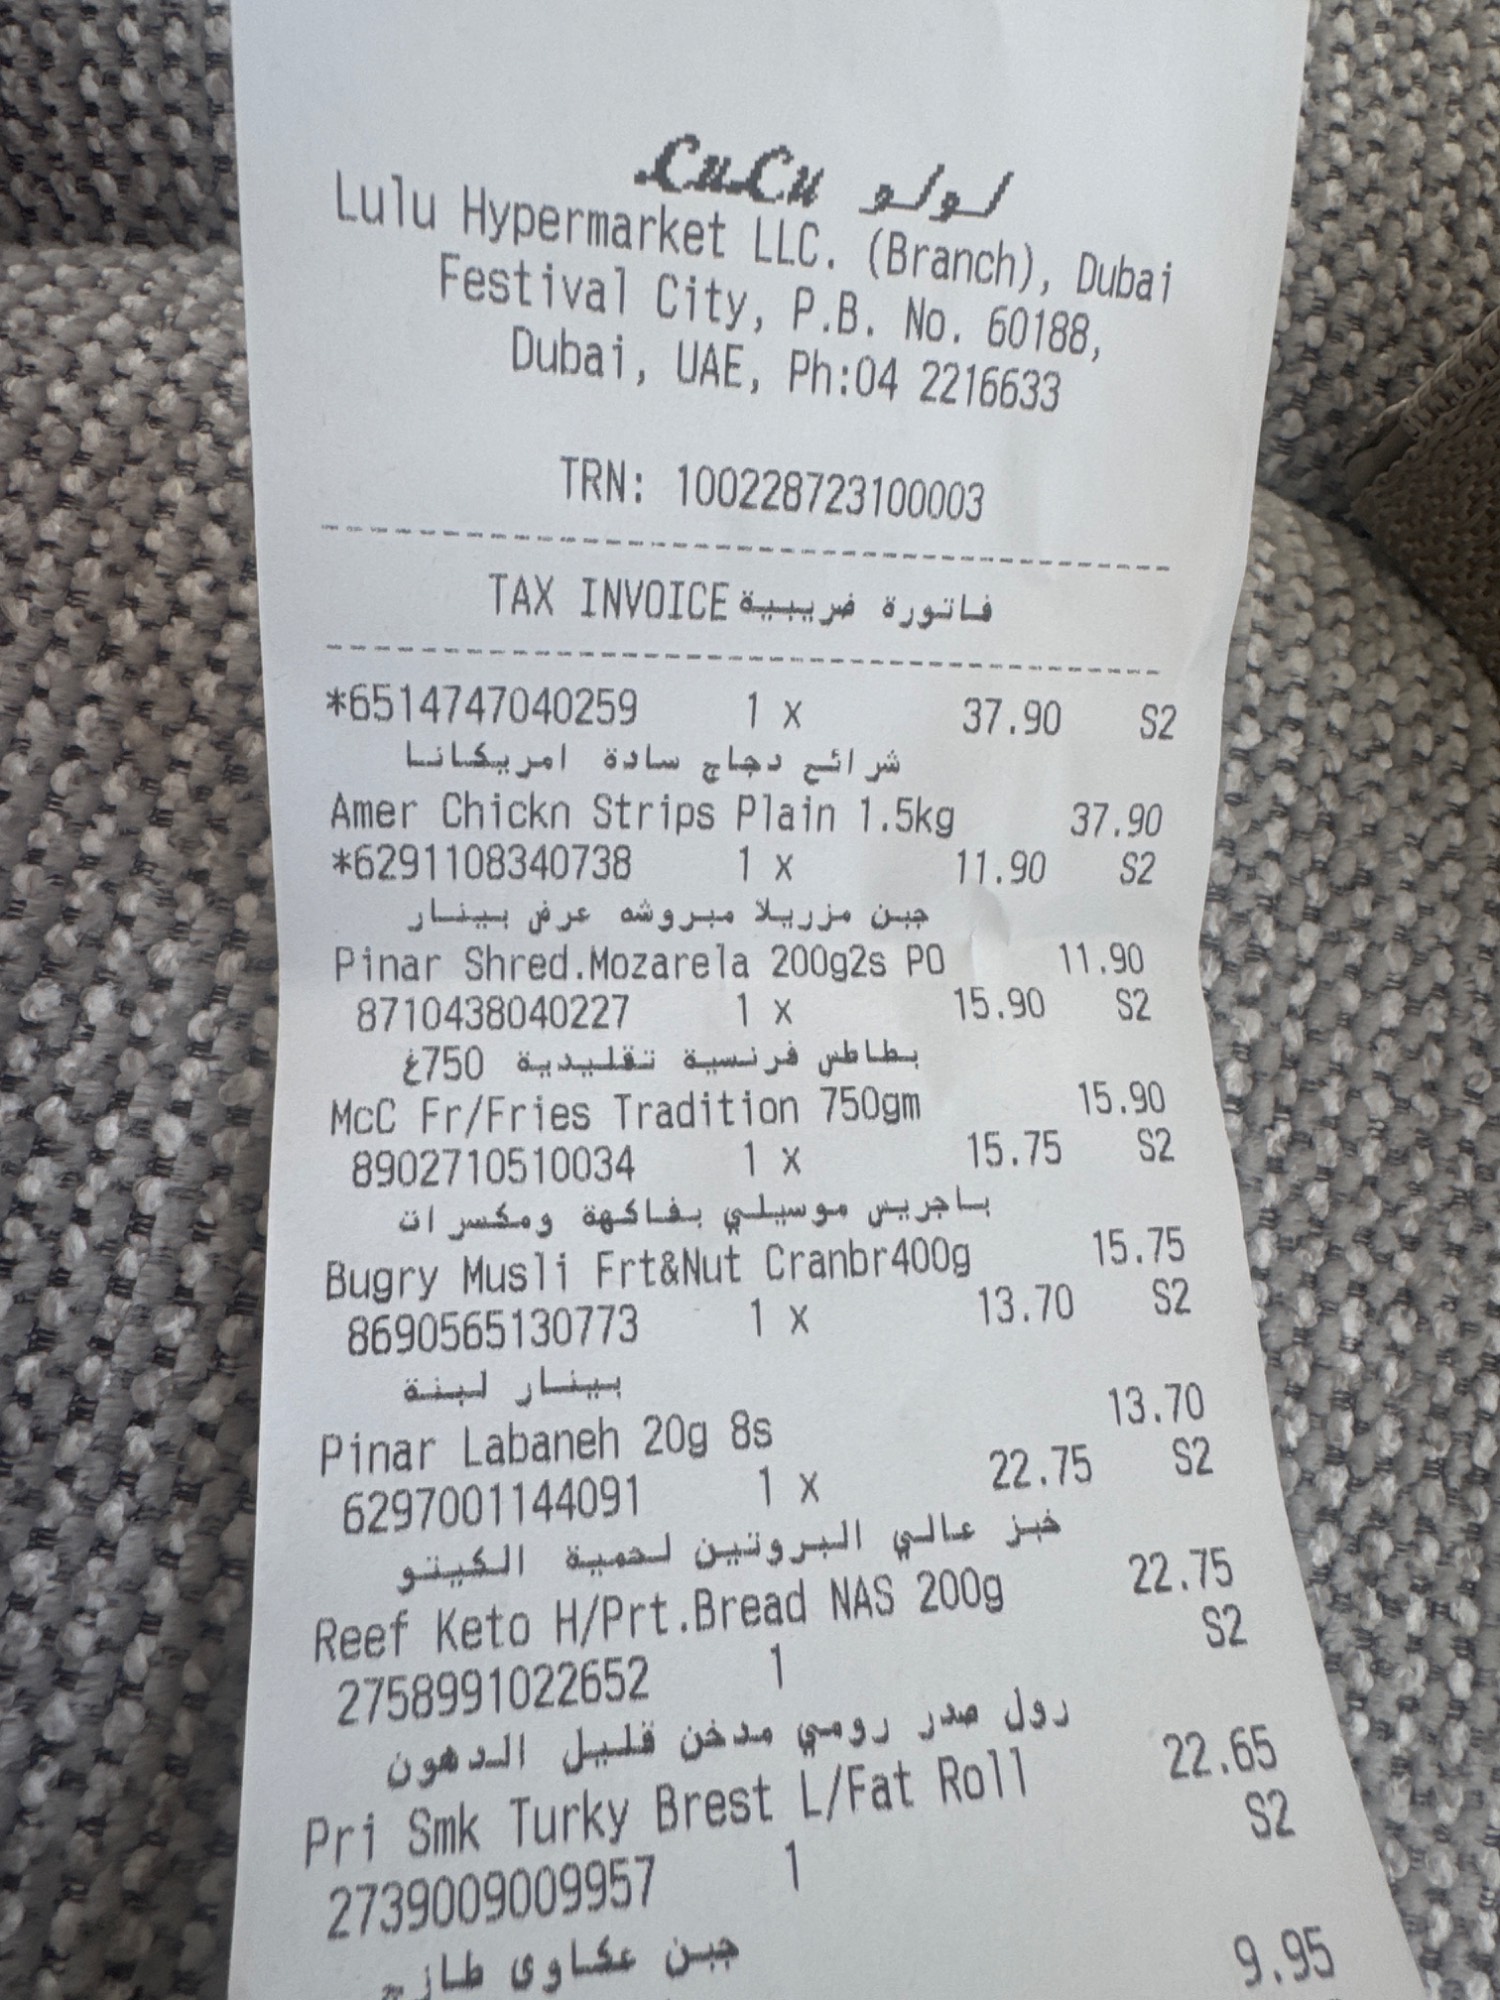 LuLu لولو
Lulu Hypermarket LLC. (Branch), Dubai
Festival City, P.B. No. 60188,
Dubai, UAE, Ph:04 2216633
TRN: 100228723100003
TAX INVOICE فاتورة ضريبية
*6514747040259 1 x 37.90 S2
شرائح دجاج سادة امريكانا
Amer Chickn Strips Plain 1.5kg 37.90
*6291108340738 1 x 11.90 S2
جبن مزريلا مبروشه عرض بينار
Pinar Shred.Mozarela 200g2s PO 11.90
8710438040227 1 x 15.90 S2
بطاطس فرنسية تقليدية 750غ
McC Fr/Fries Tradition 750gm 15.90
8902710510034 1 x 15.75 S2
باجريس موسيلي بفاكهة ومكسرات
Bugry Musli Frt&Nut Cranbr400g 15.75
8690565130773 1 x 13.70 S2
بينار لبنة
Pinar Labaneh 20g 8s 13.70
6297001144091 1 x 22.75 S2
خبز عالي البروتين لحمية الكيتو
Reef Keto H/Prt.Bread NAS 200g 22.75
2758991022652 1 S2
رول صدر رومي مدخن قليل الدهون
Pri Smk Turky Brest L/Fat Roll 22.65
2739009009957 1 S2
جبن عكاوى طازج
9.95